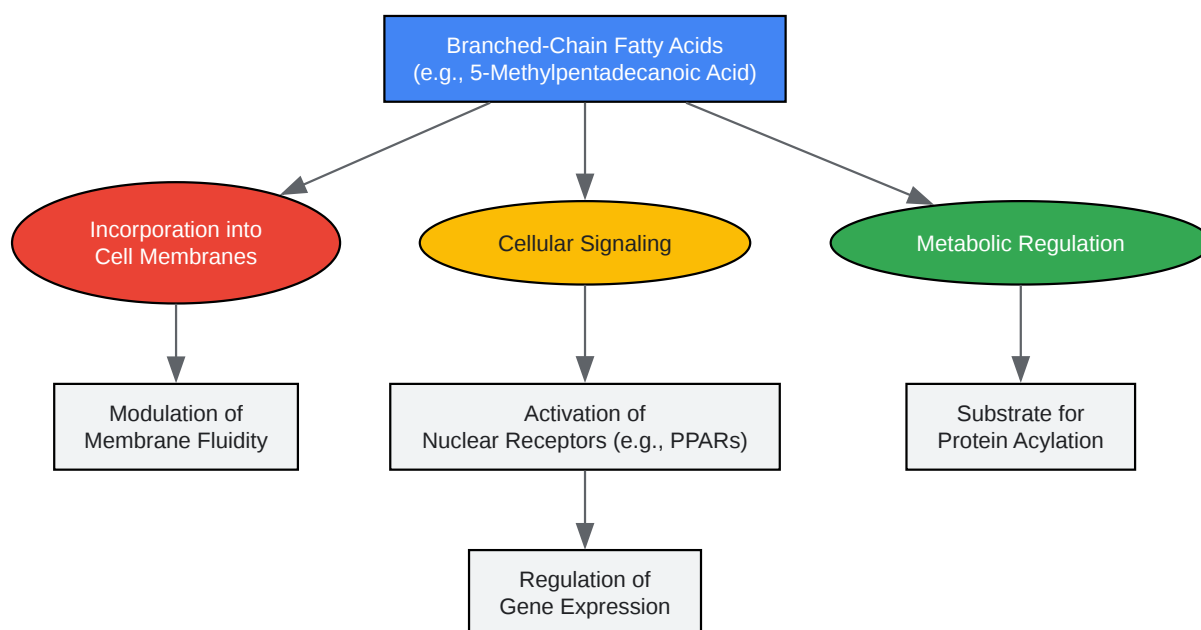 Branched-Chain Fatty Acids
(e.g., 5-Methylpentadecanoic Acid)
Incorporation into
Cell Membranes
Cellular Signaling
Metabolic Regulation
Modulation of
Membrane Fluidity
Activation of
Nuclear Receptors (e.g., PPARs)
Substrate for
Protein Acylation
Regulation of
Gene Expression